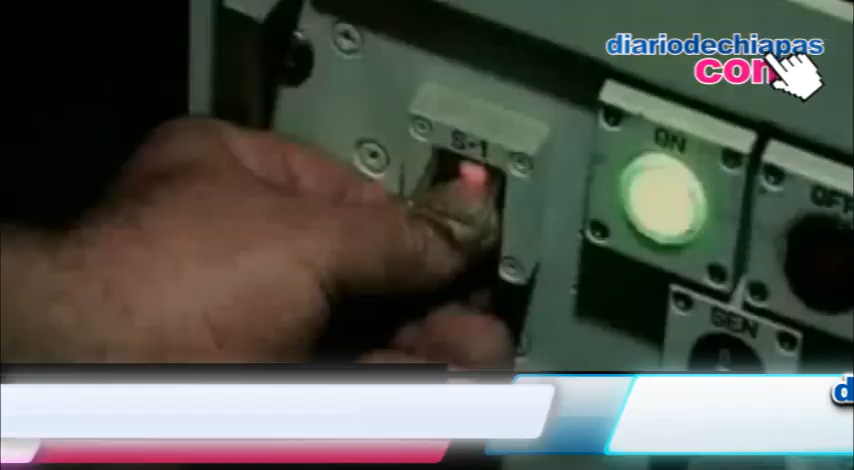 diariodechiapas
com
S-1
ON
OFF
GEN
d